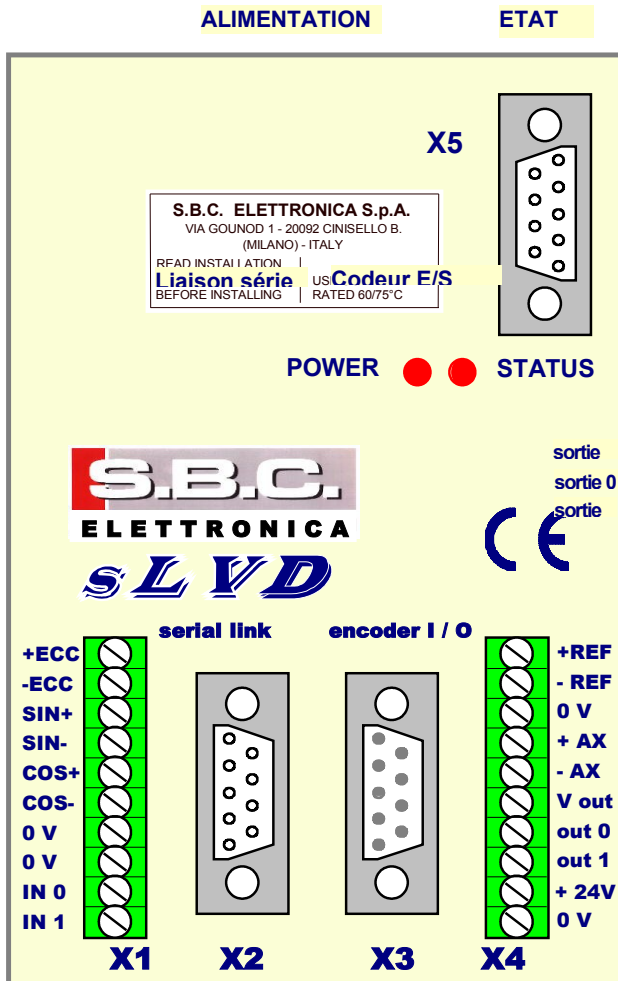 ALIMENTATION ETAT
X5
S.B.C. ELETTRONICA S.p.A.
VIA GOUNOD 1 - 20092 CINISELLO B.
(MILANO) - ITALY
READ INSTALLATION
Liaison série Codeur E/S
BEFORE INSTALLING RATED 60/75°C
POWER STATUS
sortie
sortie 0
sortie
S.B.C.
ELETTRONICA
CE
sLVD
serial link encoder I / O
+ECC
-ECC
SIN+
SIN-
COS+
COS-
0 V
0 V
IN 0
IN 1
+REF
- REF
0 V
+ AX
- AX
V out
out 0
out 1
+ 24V
0 V
X1 X2 X3 X4